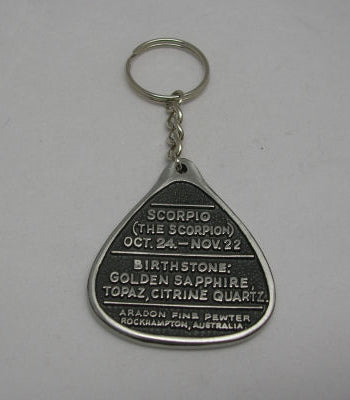 SCORPIO
(THE SCORPION)
OCT. 24.—NOV. 22
BIRTHSTONE:
GOLDEN SAPPHIRE,
TOPAZ, CITRINE QUARTZ.
ARADON FINE PEWTER
ROCKHAMPTON, AUSTRALIA